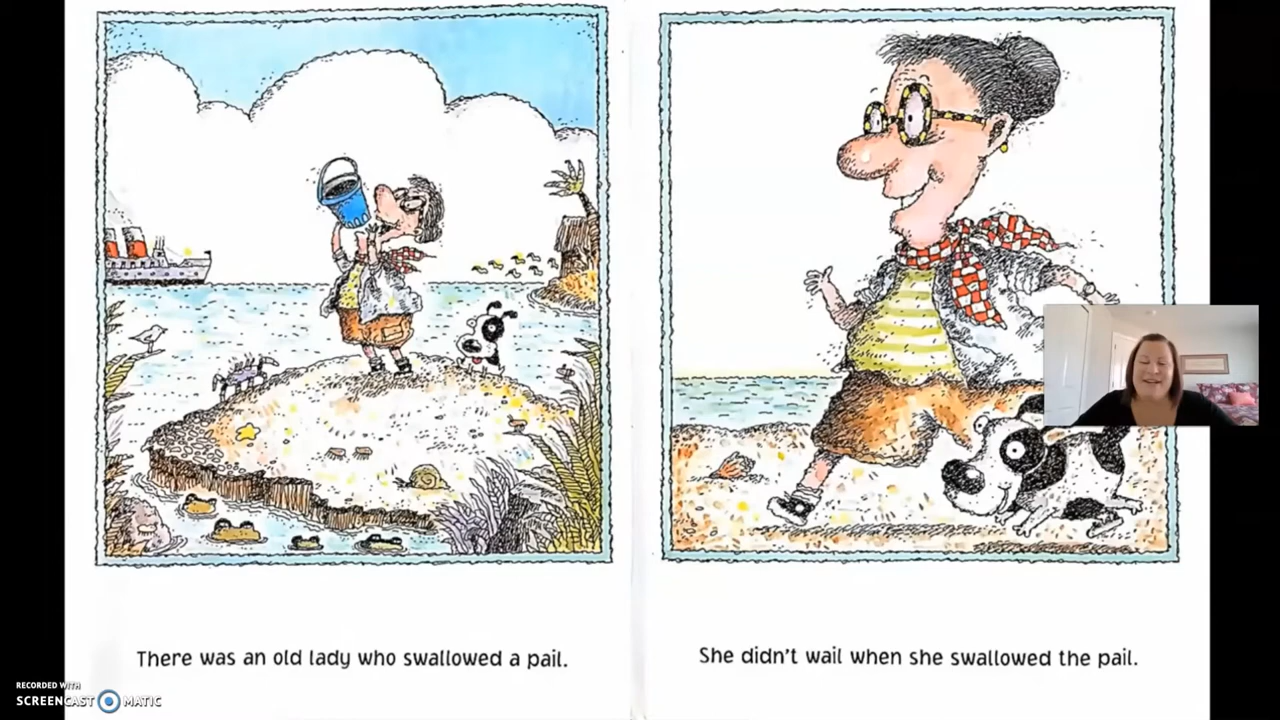 There was an old lady who swallowed a pail.
She didn't wail when she swallowed the pail.
RECORDED WITH
SCREENCAST MATIC